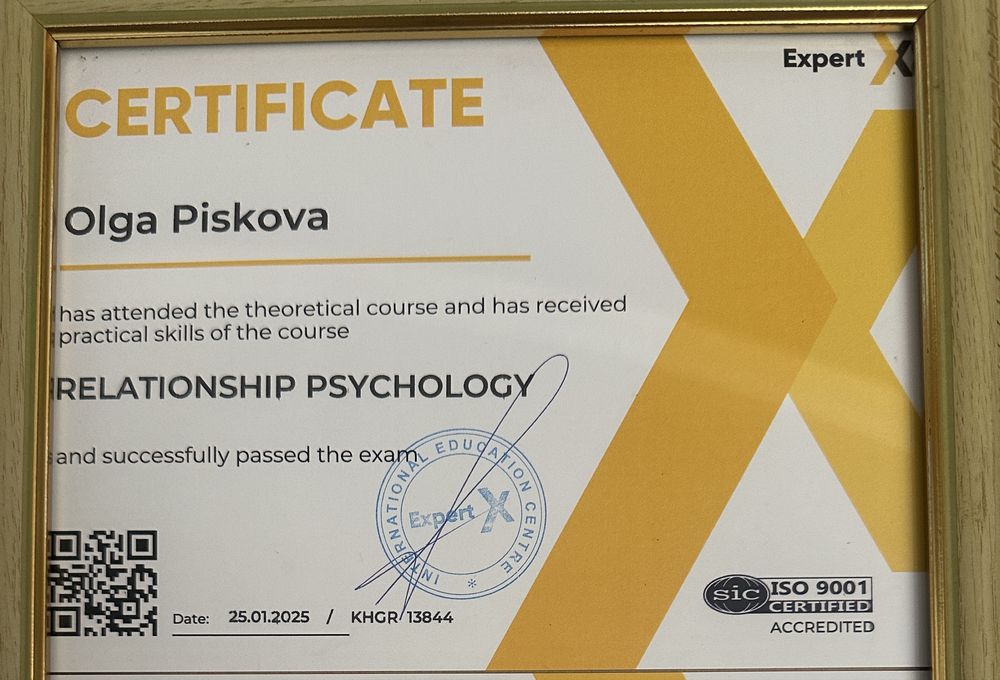 Expert X
CERTIFICATE
Olga Piskova
has attended the theoretical course and has received
practical skills of the course
RELATIONSHIP PSYCHOLOGY
and successfully passed the exam
INTERNATIONAL EDUCATION CENTRE *
Expert X
Date: 25.01.2025 / KHGR 13844
sic ISO 9001
CERTIFIED
ACCREDITED